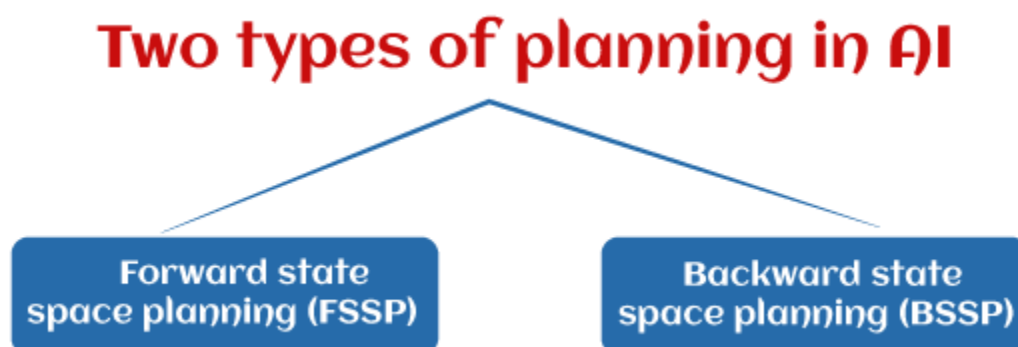 Two types of planning in AI
Forward state
space planning (FSSP)
Backward state
space planning (BSSP)